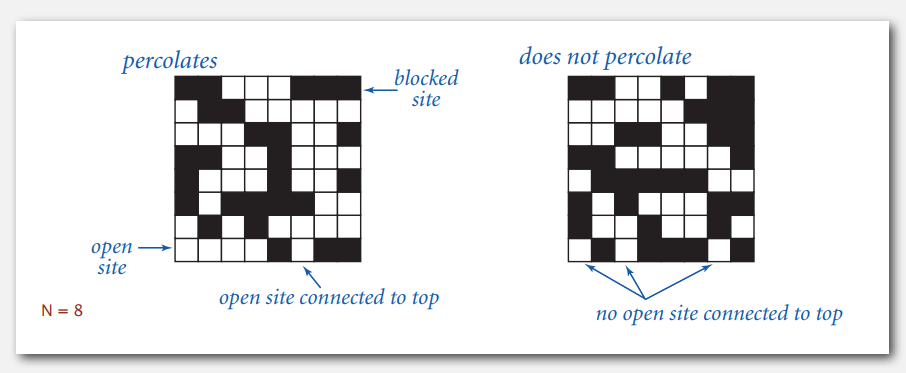 percolates
does not percolate
blocked
site
open
site
open site connected to top
no open site connected to top
N = 8